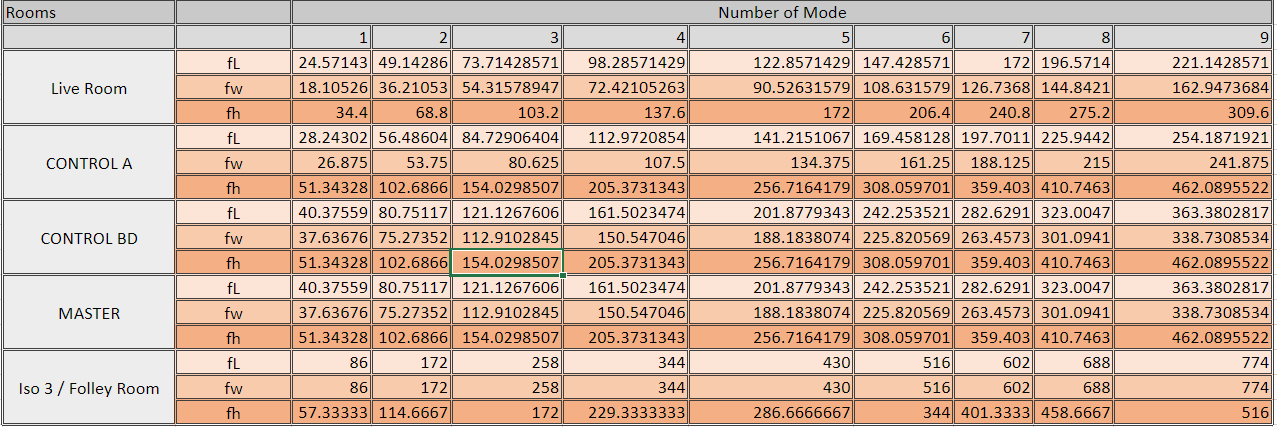 Rooms Number of Mode
1 2 3 4 5 6 7 8 9
fL 24.57143 49.14286 73.71428571 98.28571429 122.8571429 147.428571 172 196.5714 221.1428571
Live Room fw 18.10526 36.21053 54.31578947 72.42105263 90.52631579 108.631579 126.7368 144.8421 162.9473684
fh 34.4 68.8 103.2 137.6 172 206.4 240.8 275.2 309.6
fL 28.24302 56.48604 84.72906404 112.9720854 141.2151067 169.458128 197.7011 225.9442 254.1871921
CONTROL A fw 26.875 53.75 80.625 107.5 134.375 161.25 188.125 215 241.875
fh 51.34328 102.6866 154.0298507 205.3731343 256.7164179 308.059701 359.403 410.7463 462.0895522
fL 40.37559 80.75117 121.1267606 161.5023474 201.8779343 242.253521 282.6291 323.0047 363.3802817
CONTROL BD fw 37.63676 75.27352 112.9102845 150.547046 188.1838074 225.820569 263.4573 301.0941 338.7308534
fh 51.34328 102.6866 154.0298507 205.3731343 256.7164179 308.059701 359.403 410.7463 462.0895522
fL 40.37559 80.75117 121.1267606 161.5023474 201.8779343 242.253521 282.6291 323.0047 363.3802817
MASTER fw 37.63676 75.27352 112.9102845 150.547046 188.1838074 225.820569 263.4573 301.0941 338.7308534
fh 51.34328 102.6866 154.0298507 205.3731343 256.7164179 308.059701 359.403 410.7463 462.0895522
fL 86 172 258 344 430 516 602 688 774
Iso 3 / Folley Room fw 86 172 258 344 430 516 602 688 774
fh 57.33333 114.6667 172 229.3333333 286.6666667 344 401.3333 458.6667 516